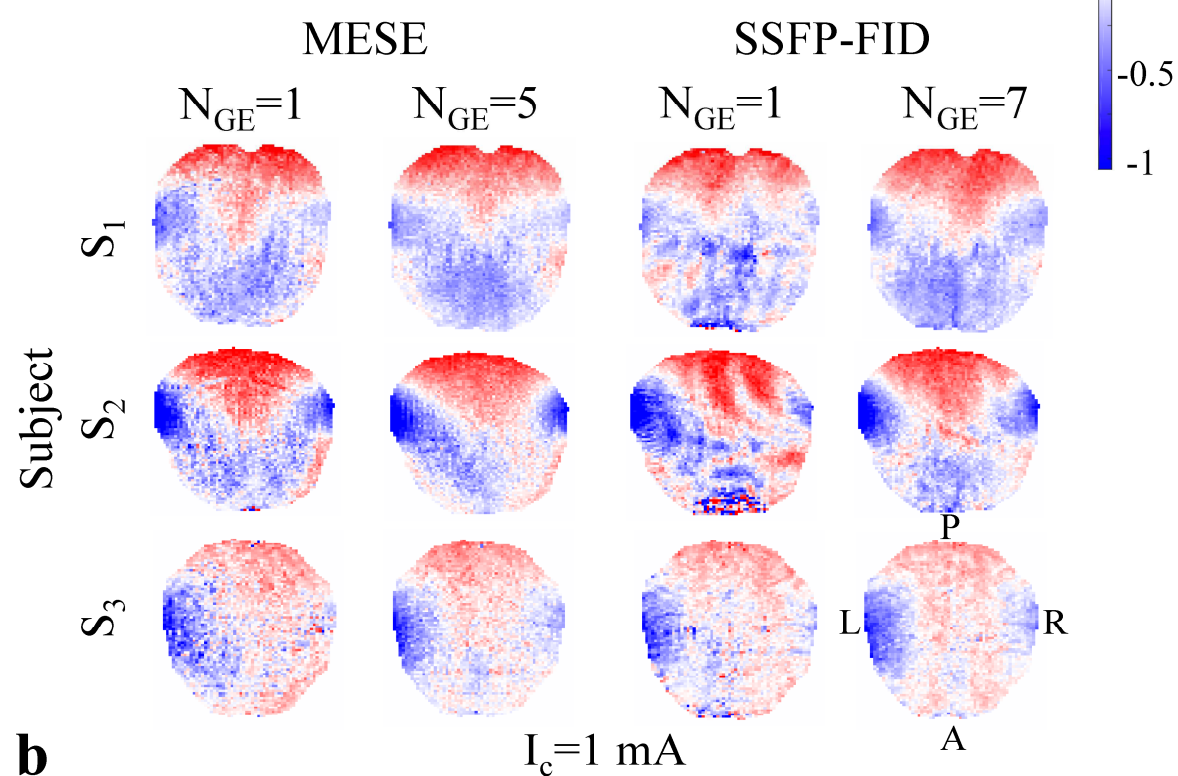 MESE SSFP-FID
-0.5
N_GE=1 N_GE=5 N_GE=1 N_GE=7
-1
S_1
Subject
S_2
P
S_3
L R
A
b I_c=1 mA